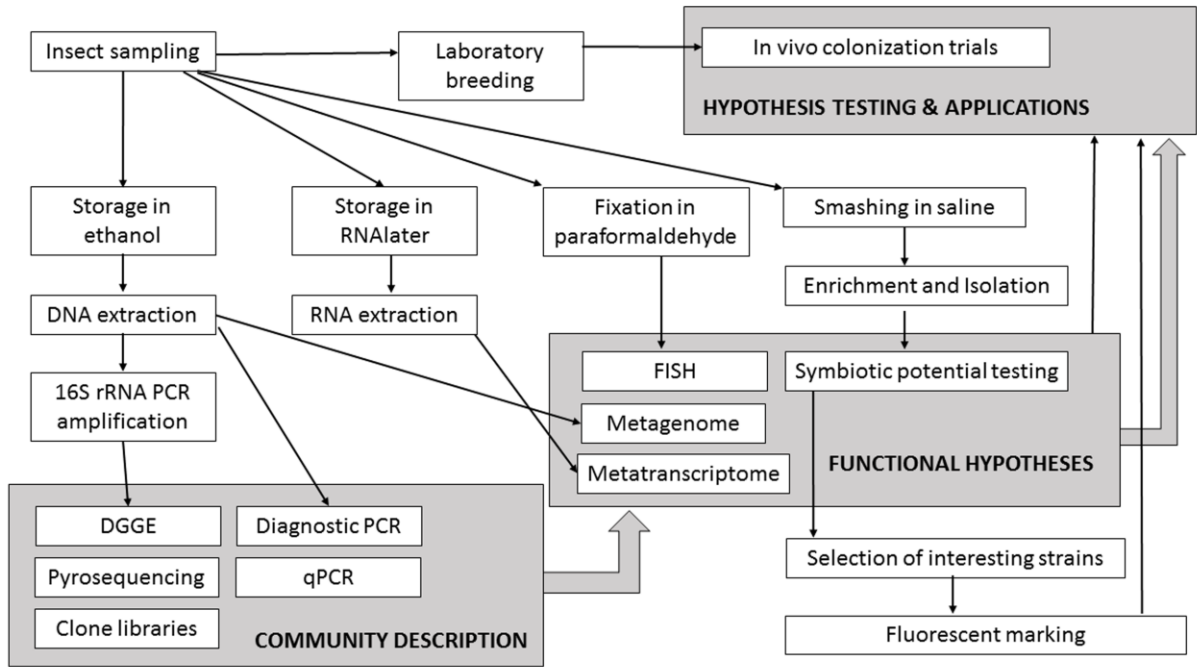 Insect sampling
Laboratory
breeding
In vivo colonization trials
HYPOTHESIS TESTING & APPLICATIONS
Storage in
ethanol
Storage in
RNAlater
Fixation in
paraformaldehyde
Smashing in saline
Enrichment and Isolation
DNA extraction
RNA extraction
FISH
Symbiotic potential testing
16S rRNA PCR
amplification
Metagenome
Metatranscriptome
FUNCTIONAL HYPOTHESES
DGGE
Diagnostic PCR
Pyrosequencing
qPCR
Clone libraries
COMMUNITY DESCRIPTION
Selection of interesting strains
Fluorescent marking